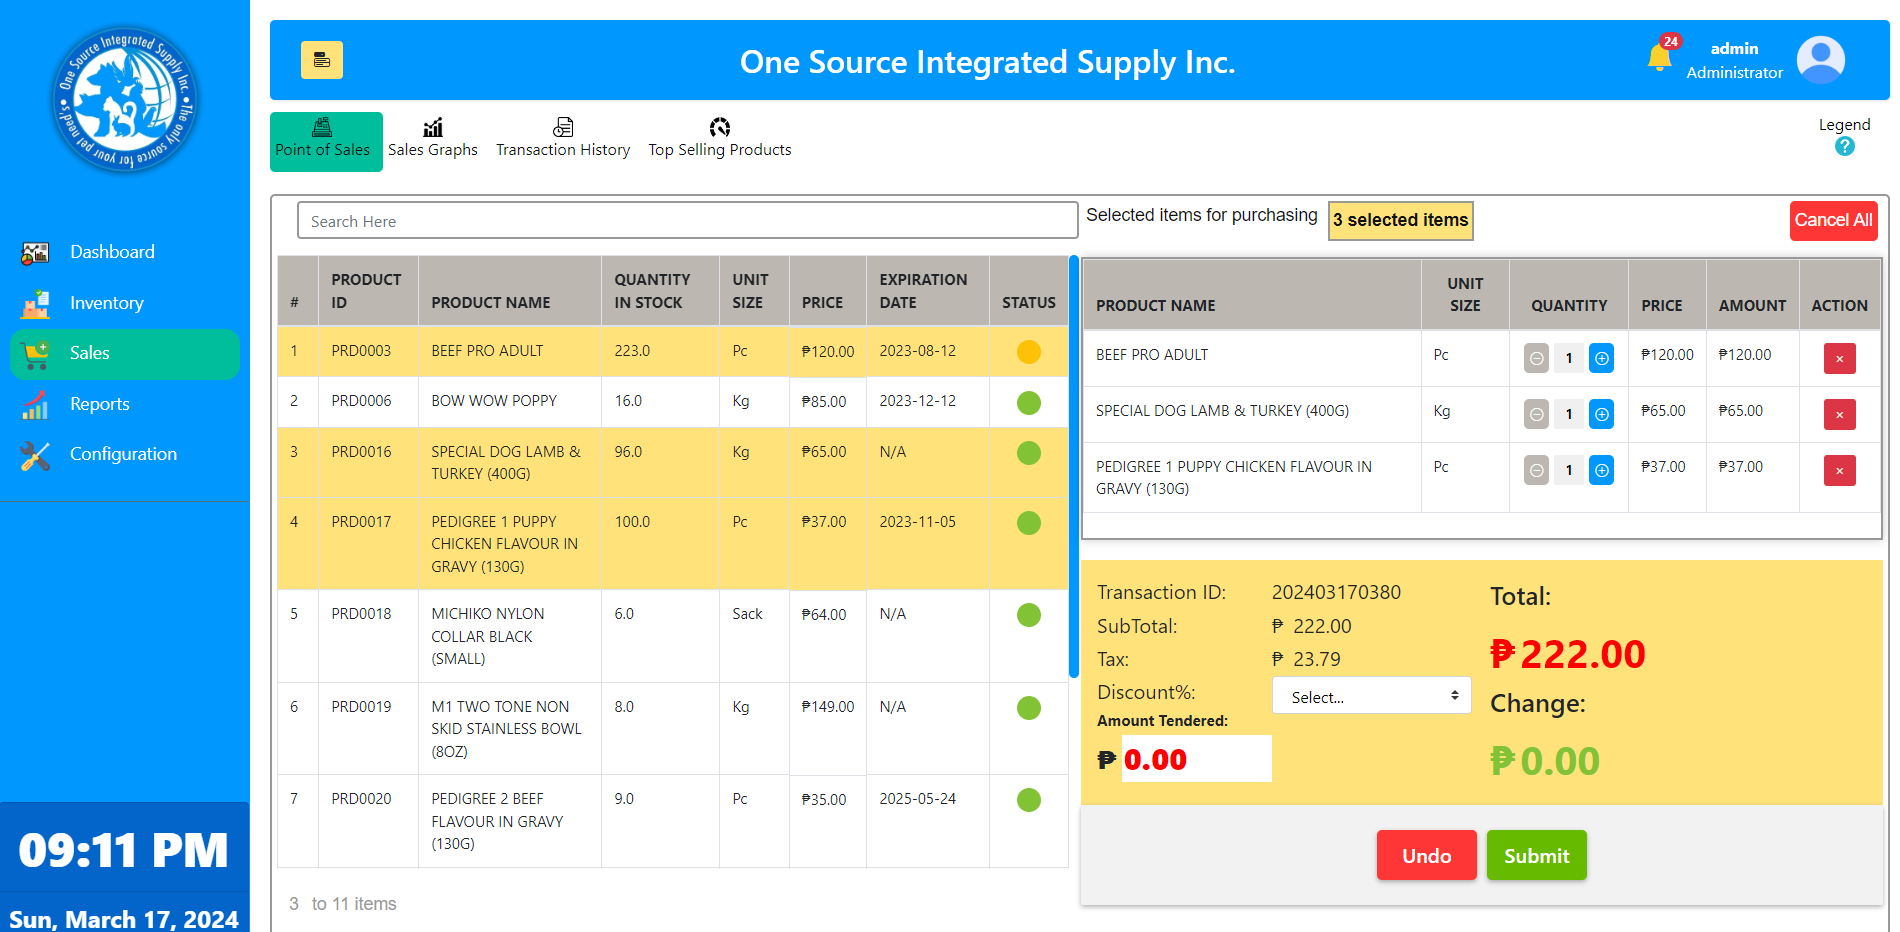 One Source Integrated Supply Inc.
The only source for your pet need's
Dashboard
Inventory
Sales
Reports
Configuration
09:11 PM
Sun, March 17, 2024
One Source Integrated Supply Inc.
24
admin
Administrator
Point of Sales
Sales Graphs
Transaction History
Top Selling Products
Legend
?
Search Here
# PRODUCT ID PRODUCT NAME QUANTITY IN STOCK UNIT SIZE PRICE EXPIRATION DATE STATUS
1 PRD0003 BEEF PRO ADULT 223.0 Pc ₱120.00 2023-08-12
2 PRD0006 BOW WOW POPPY 16.0 Kg ₱85.00 2023-12-12
3 PRD0016 SPECIAL DOG LAMB & TURKEY (400G) 96.0 Kg ₱65.00 N/A
4 PRD0017 PEDIGREE 1 PUPPY CHICKEN FLAVOUR IN GRAVY (130G) 100.0 Pc ₱37.00 2023-11-05
5 PRD0018 MICHIKO NYLON COLLAR BLACK (SMALL) 6.0 Sack ₱64.00 N/A
6 PRD0019 M1 TWO TONE NON SKID STAINLESS BOWL (8OZ) 8.0 Kg ₱149.00 N/A
7 PRD0020 PEDIGREE 2 BEEF FLAVOUR IN GRAVY (130G) 9.0 Pc ₱35.00 2025-05-24
3 to 11 items
Selected items for purchasing
3 selected items
Cancel All
PRODUCT NAME UNIT SIZE QUANTITY PRICE AMOUNT ACTION
BEEF PRO ADULT Pc 1 ₱120.00 ₱120.00 ×
SPECIAL DOG LAMB & TURKEY (400G) Kg 1 ₱65.00 ₱65.00 ×
PEDIGREE 1 PUPPY CHICKEN FLAVOUR IN GRAVY (130G) Pc 1 ₱37.00 ₱37.00 ×
Transaction ID: 202403170380
SubTotal: ₱ 222.00
Tax: ₱ 23.79
Discount%: Select...
Amount Tendered:
₱ 0.00
Total:
₱222.00
Change:
₱0.00
Undo
Submit